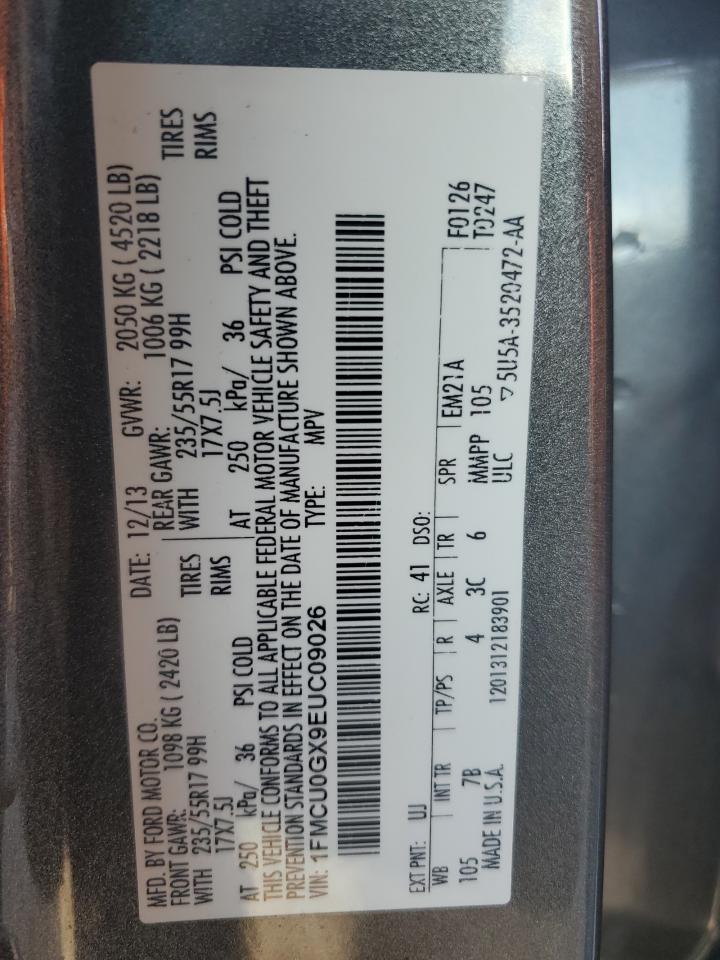 MFD. BY FORD MOTOR CO. DATE: 12/13 GVWR: 2050 KG ( 4520 LB)
FRONT GAWR: 1098 KG ( 2420 LB) REAR GAWR: 1006 KG ( 2218 LB)
WITH 235/55R17 99H TIRES WITH 235/55R17 99H TIRES
17X7.5J RIMS 17X7.5J RIMS
AT 250 kPa/ 36 PSI COLD AT 250 kPa/ 36 PSI COLD
THIS VEHICLE CONFORMS TO ALL APPLICABLE FEDERAL MOTOR VEHICLE SAFETY AND THEFT
PREVENTION STANDARDS IN EFFECT ON THE DATE OF MANUFACTURE SHOWN ABOVE.
VIN: 1FMCU0GX9EUC09026 TYPE: MPV
EXT PNT: UJ RC: 41 DSO:
WB INT TR TP/PS R AXLE TR SPR EM21A F0126
105 7B 4 3C 6 MMPP 105 T0247
MADE IN U.S.A. 1201312183901 ULC ▽5U5A-3520472-AA